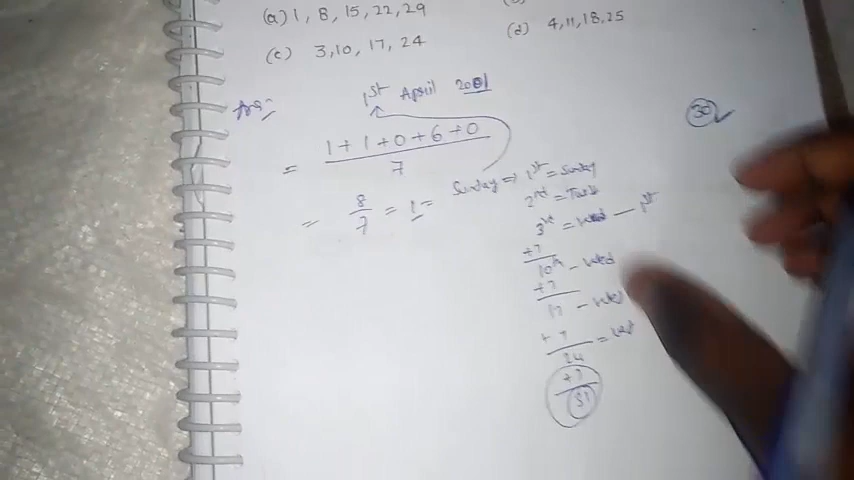 (a) 1, 8, 15, 22, 29
(c) 3, 10, 17, 24
(d) 4, 11, 18, 25
Ans:
1st April 2001
30
= 1+1+0+6+0
7
= 8/7 = 1 =
Sunday => 1st = Sunday
2nd =
3rd = Wed — 1st
+7
10th - Wed
+7
17 - Wed
+7
24 = Wed
+7
31